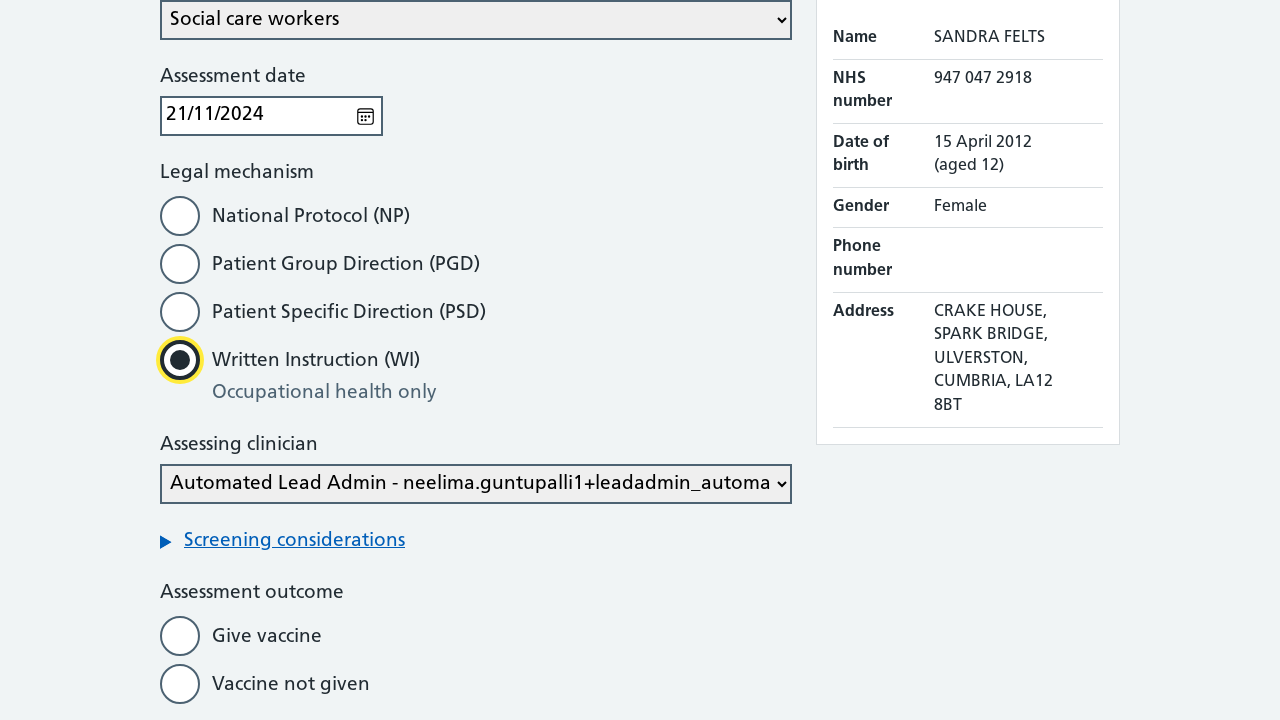 Social care workers
Assessment date
21/11/2024
Legal mechanism
National Protocol (NP)
Patient Group Direction (PGD)
Patient Specific Direction (PSD)
Written Instruction (WI)
Occupational health only
Assessing clinician
Automated Lead Admin - neelima.guntupalli1+leadadmin_automa
Screening considerations
Assessment outcome
Give vaccine
Vaccine not given
Name SANDRA FELTS
NHS number 947 047 2918
Date of birth 15 April 2012 (aged 12)
Gender Female
Phone number
Address CRAKE HOUSE,
SPARK BRIDGE,
ULVERSTON,
CUMBRIA, LA12
8BT